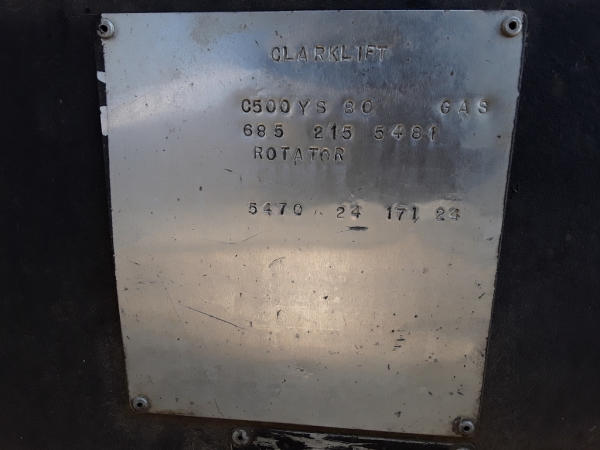 CLARKLIFT
C500YS 80 GAS
685 215 5481
ROTATOR
5470 24 171 23